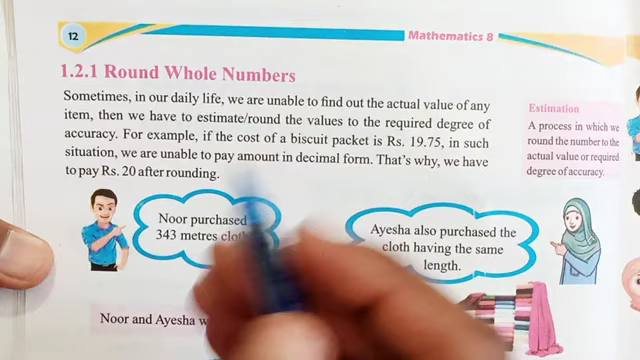 12
Mathematics 8
1.2.1 Round Whole Numbers
Sometimes, in our daily life, we are unable to find out the actual value of any
item, then we have to estimate/round the values to the required degree of
accuracy. For example, if the cost of a biscuit packet is Rs. 19.75, in such
situation, we are unable to pay amount in decimal form. That's why, we have
to pay Rs. 20 after rounding.
Estimation
A process in which we
round the number to the
actual value or required
degree of accuracy.
Noor purchased
343 metres cloth
Ayesha also purchased the
cloth having the same
length.
Noor and Ayesha